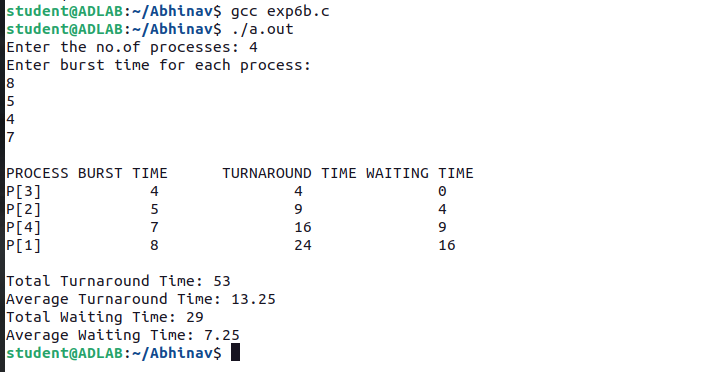 student@ADLAB:~/Abhinav$ gcc exp6b.c
student@ADLAB:~/Abhinav$ ./a.out
Enter the no.of processes: 4
Enter burst time for each process:
8
5
4
7

PROCESS BURST TIME      TURNAROUND TIME WAITING TIME
P[3]            4               4               0
P[2]            5               9               4
P[4]            7               16              9
P[1]            8               24              16

Total Turnaround Time: 53
Average Turnaround Time: 13.25
Total Waiting Time: 29
Average Waiting Time: 7.25
student@ADLAB:~/Abhinav$